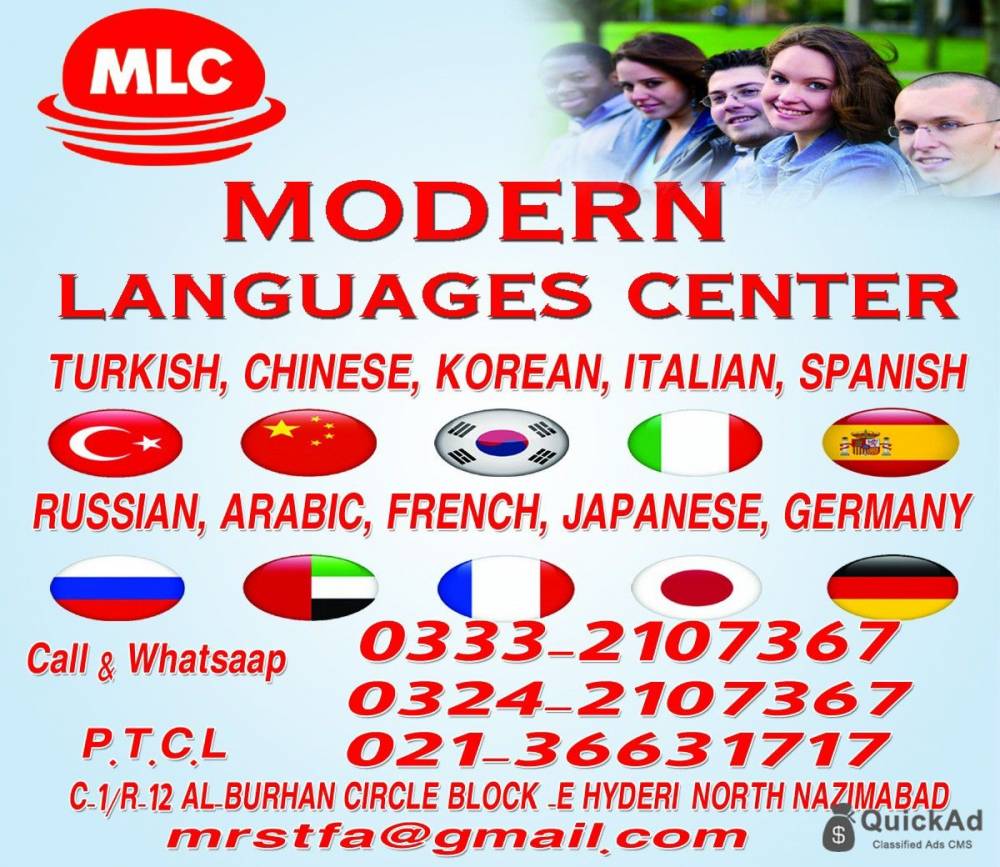 MLC
MODERN
LANGUAGES CENTER
TURKISH, CHINESE, KOREAN, ITALIAN, SPANISH
RUSSIAN, ARABIC, FRENCH, JAPANESE, GERMANY
Call & Whatsaap
0333-2107367
0324-2107367
P.T.C.L
021-36631717
C-1/R-12 AL-BURHAN CIRCLE BLOCK -E HYDERI NORTH NAZIMABAD
mrstfa@gmail.com
$ QuickAd
Classified Ads CMS